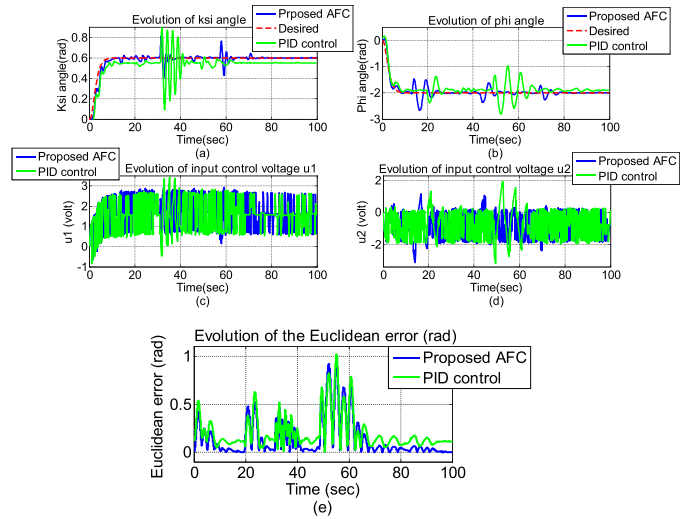 Evolution of ksi angle
Prposed AFC
Desired
PID control
Ksi angle(rad)
0.8
0.6
0.4
0.2
0
0 20 40 60 80 100
Time(sec)
(a)
Evolution of phi angle
Prposed AFC
Desired
PID control
Phi angle(rad)
0
-1
-2
-3
0 20 40 60 80 100
Time(sec)
(b)
Proposed AFC
PID control
Evolution of input control voltage u1
u1 (volt)
3
2
1
0
-1
0 20 40 60 80 100
Time(sec)
(c)
Evolution of input control voltage u2
Proposed AFC
PID control
u2 (volt)
2
0
-2
0 20 40 60 80 100
Time(sec)
(d)
Evolution of the Euclidean error (rad)
Proposed AFC
PID control
Euclidean error (rad)
1
0.5
0
0 20 40 60 80 100
Time (sec)
(e)